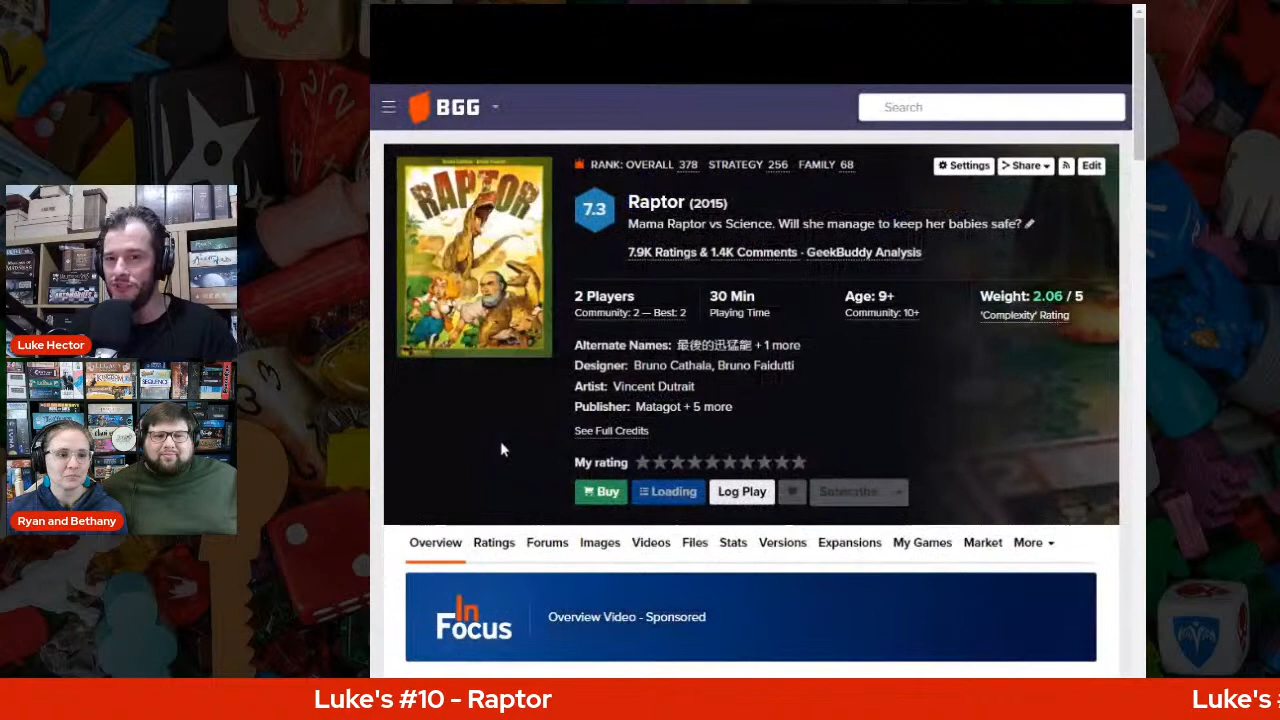 BGG
Search
RAPTOR
RANK: OVERALL 378 STRATEGY 256 FAMILY 68
Settings Share Edit
7.3
Raptor (2015)
Mama Raptor vs Science. Will she manage to keep her babies safe?
7.9K Ratings & 1.4K Comments · GeekBuddy Analysis
2 Players 30 Min Age: 9+ Weight: 2.06 / 5
Community: 2 — Best: 2 Playing Time Community: 10+ 'Complexity' Rating
Alternate Names: 最後的迅猛龍 + 1 more
Designer: Bruno Cathala, Bruno Faidutti
Artist: Vincent Dutrait
Publisher: Matagot + 5 more
See Full Credits
My rating
Buy Loading Log Play Subscribe
Overview Ratings Forums Images Videos Files Stats Versions Expansions My Games Market More
In Focus
Overview Video - Sponsored
Luke Hector
KINGDOM
SEQUENCE
Ryan and Bethany
Luke's #10 - Raptor
Luke's #